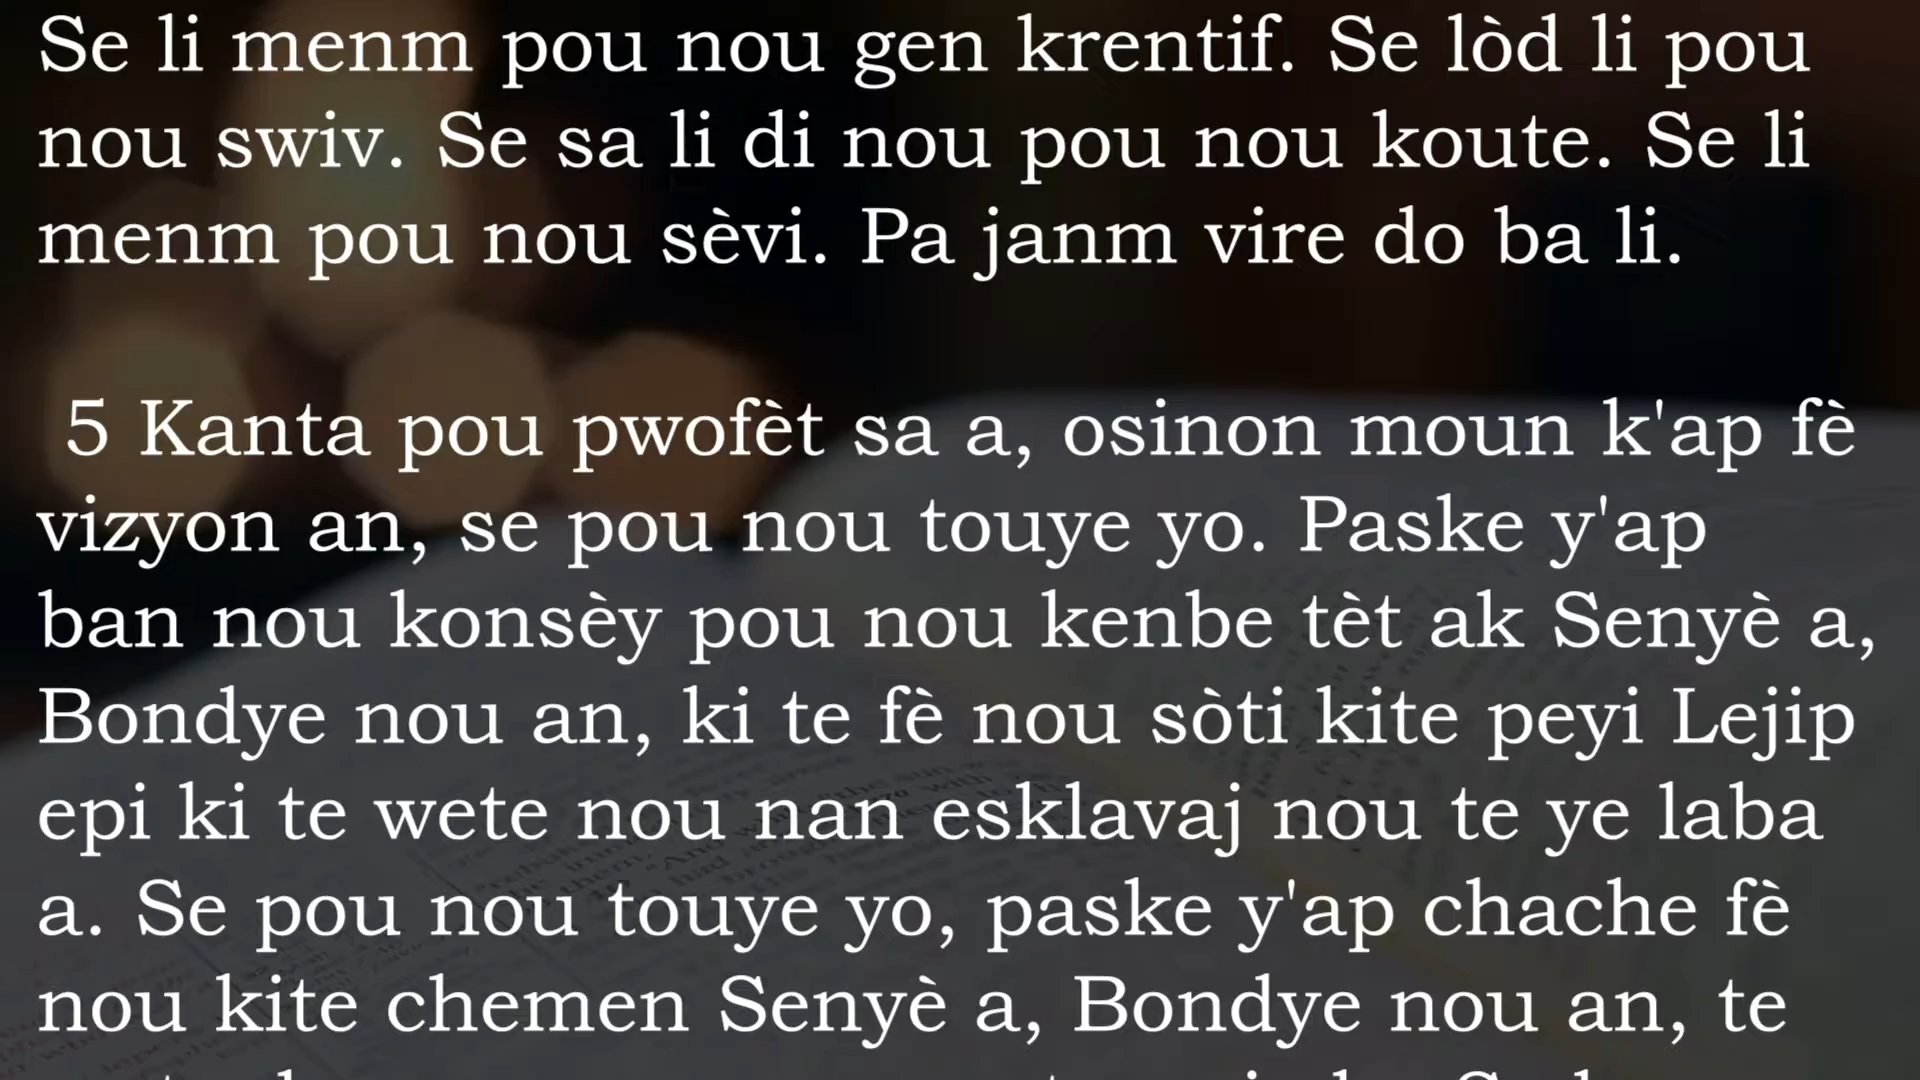 Se li menm pou nou gen krentif. Se lòd li pou
nou swiv. Se sa li di nou pou nou koute. Se li
menm pou nou sèvi. Pa janm vire do ba li.
5 Kanta pou pwofèt sa a, osinon moun k'ap fè
vizyon an, se pou nou touye yo. Paske y'ap
ban nou konsèy pou nou kenbe tèt ak Senyè a,
Bondye nou an, ki te fè nou sòti kite peyi Lejip
epi ki te wete nou nan esklavaj nou te ye laba
a. Se pou nou touye yo, paske y'ap chache fè
nou kite chemen Senyè a, Bondye nou an, te